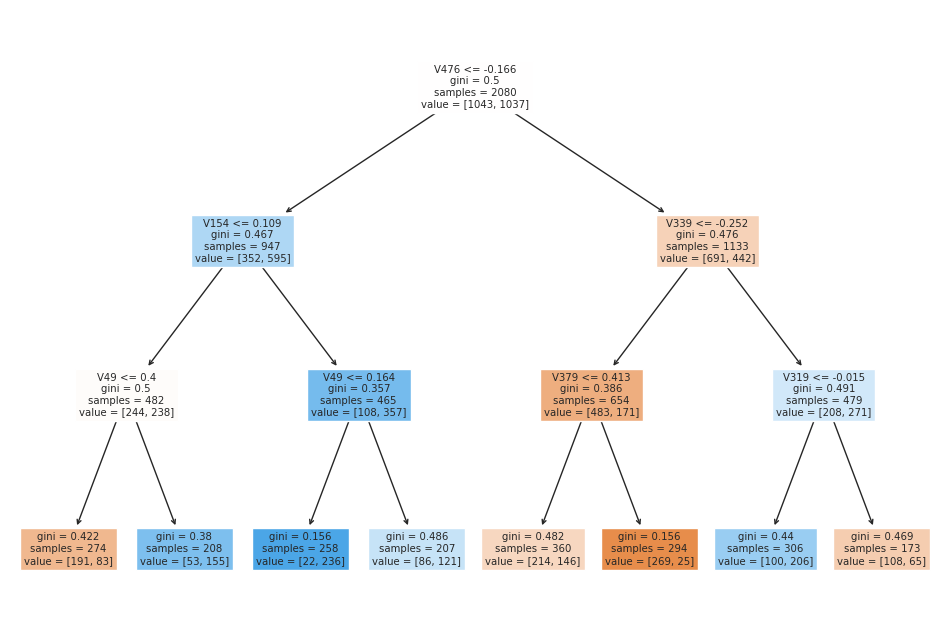 V476 <= -0.166
gini = 0.5
samples = 2080
value = [1043, 1037]
V154 <= 0.109
gini = 0.467
samples = 947
value = [352, 595]
V339 <= -0.252
gini = 0.476
samples = 1133
value = [691, 442]
V49 <= 0.4
gini = 0.5
samples = 482
value = [244, 238]
V49 <= 0.164
gini = 0.357
samples = 465
value = [108, 357]
V379 <= 0.413
gini = 0.386
samples = 654
value = [483, 171]
V319 <= -0.015
gini = 0.491
samples = 479
value = [208, 271]
gini = 0.422
samples = 274
value = [191, 83]
gini = 0.38
samples = 208
value = [53, 155]
gini = 0.156
samples = 258
value = [22, 236]
gini = 0.486
samples = 207
value = [86, 121]
gini = 0.482
samples = 360
value = [214, 146]
gini = 0.156
samples = 294
value = [269, 25]
gini = 0.44
samples = 306
value = [100, 206]
gini = 0.469
samples = 173
value = [108, 65]